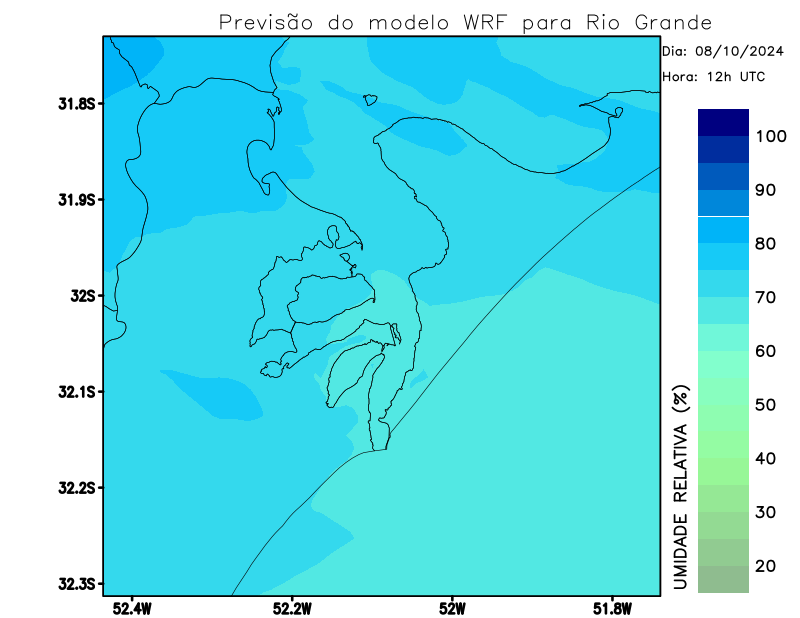 Previsão do modelo WRF para Rio Grande
Dia: 08/10/2024
Hora: 12h UTC
31.8S
31.9S
32S
32.1S
32.2S
32.3S
52.4W
52.2W
52W
51.8W
100
90
80
70
60
50
40
30
20
UMIDADE RELATIVA (%)